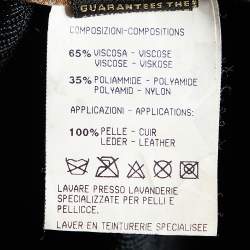 GUARANTEES THE
COMPOSIZIONI-COMPOSITIONS:
65% VISCOSA - VISCOSE
VISCOSE - VISKOSE
35% POLIAMMIDE - POLYAMIDE
POLYAMID - NYLON
APPLICAZIONI - APPLICATIONS:
100% PELLE - CUIR
LEDER - LEATHER
LAVARE PRESSO LAVANDERIE
SPECIALIZZATE PER PELLI E
PELLICCE.
LAVER EN TEINTURERIE SPECIALISEE